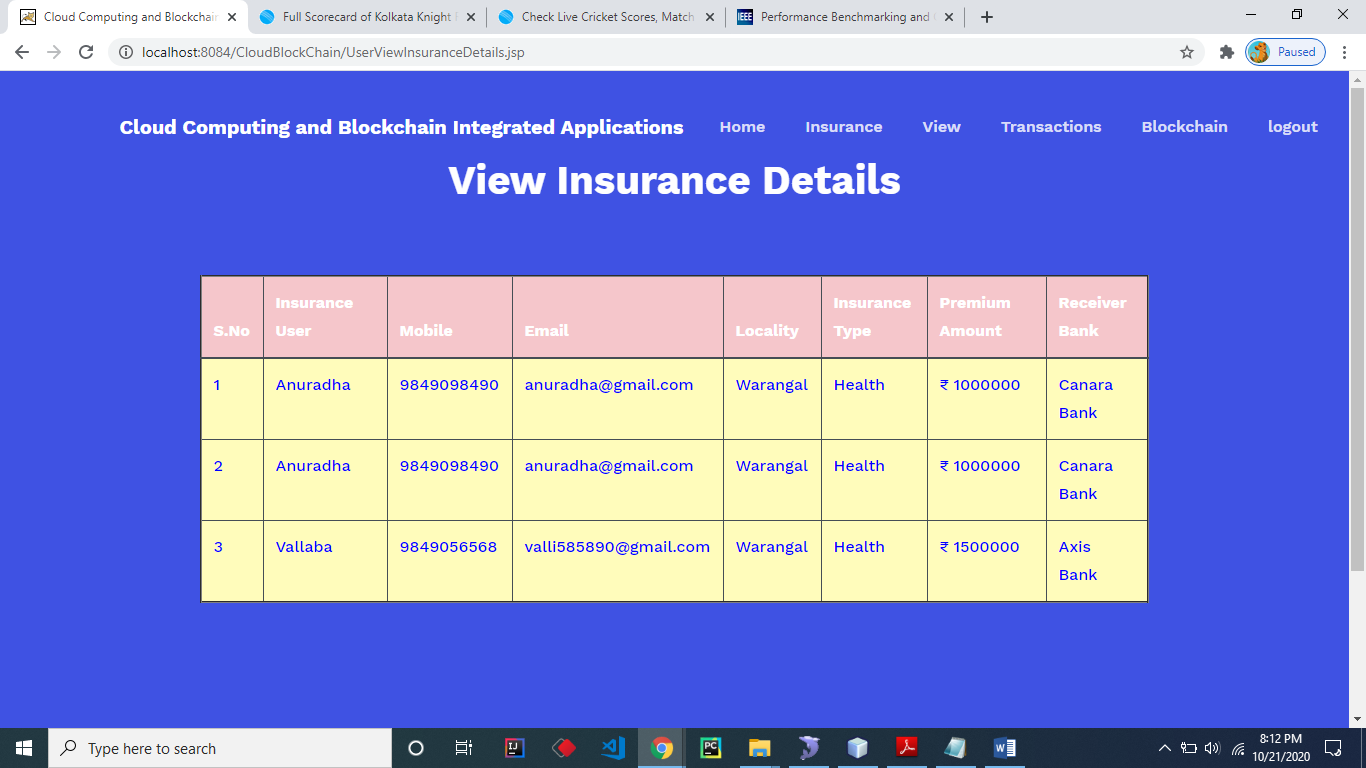 Cloud Computing and Blockchain
Full Scorecard of Kolkata Knight
Check Live Cricket Scores, Match
IEEE Performance Benchmarking and
localhost:8084/CloudBlockChain/UserViewInsuranceDetails.jsp
Paused
Cloud Computing and Blockchain Integrated Applications Home Insurance View Transactions Blockchain logout
View Insurance Details
S.No Insurance User Mobile Email Locality Insurance Type Premium Amount Receiver Bank
1 Anuradha 9849098490 anuradha@gmail.com Warangal Health ₹ 1000000 Canara Bank
2 Anuradha 9849098490 anuradha@gmail.com Warangal Health ₹ 1000000 Canara Bank
3 Vallaba 9849056568 valli585890@gmail.com Warangal Health ₹ 1500000 Axis Bank
Type here to search
IJ
PC
W
8:12 PM
10/21/2020